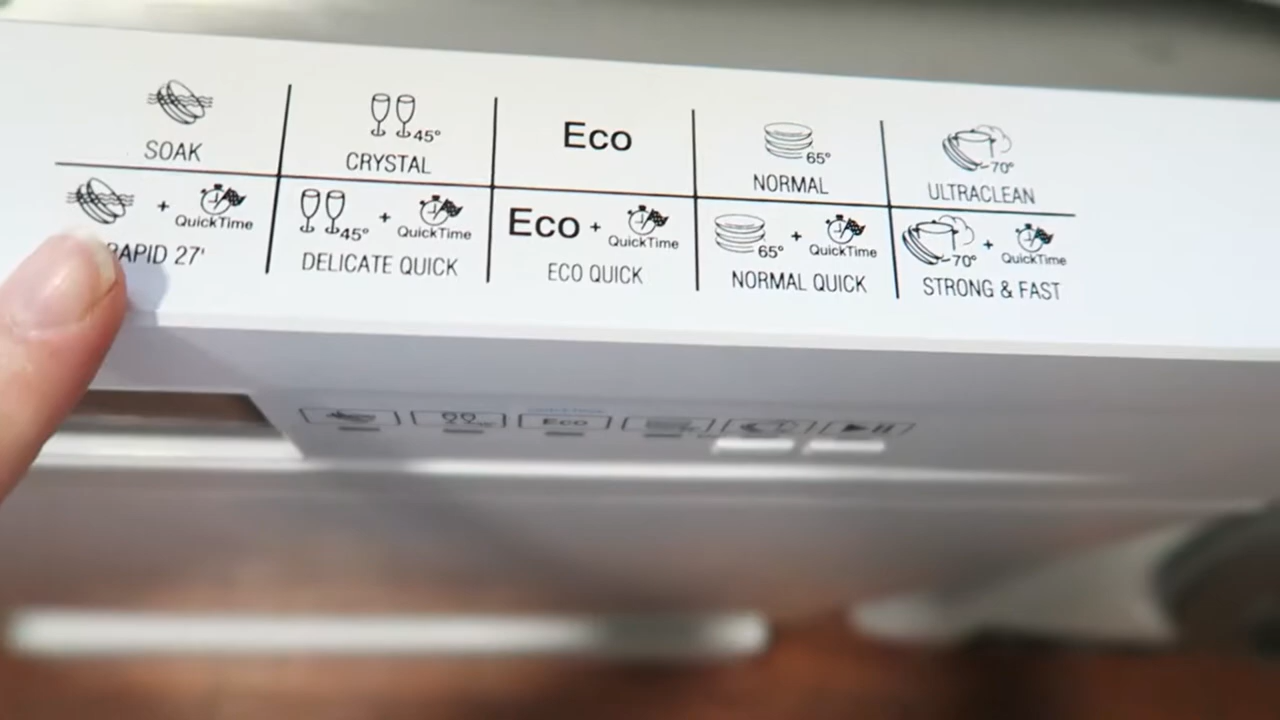 SOAK
45°
CRYSTAL
Eco
65°
NORMAL
70°
ULTRACLEAN
+ QuickTime
27'
45° + QuickTime
DELICATE QUICK
Eco + QuickTime
ECO QUICK
65° + QuickTime
NORMAL QUICK
70° + QuickTime
STRONG & FAST
Eco